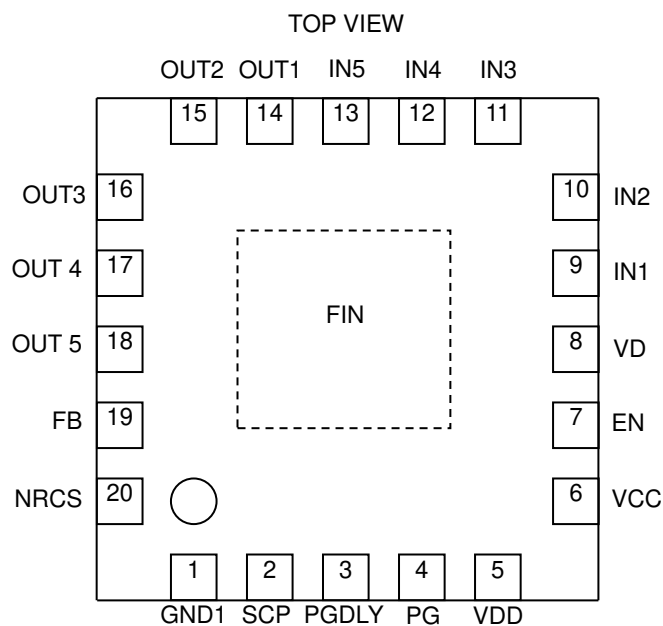 TOP VIEW
OUT2 OUT1 IN5 IN4 IN3
15 14 13 12 11
OUT3 16 10 IN2
OUT 4 17 9 IN1
FIN
OUT 5 18 8 VD
FB 19 7 EN
NRCS 20 6 VCC
1 2 3 4 5
GND1 SCP PGDLY PG VDD